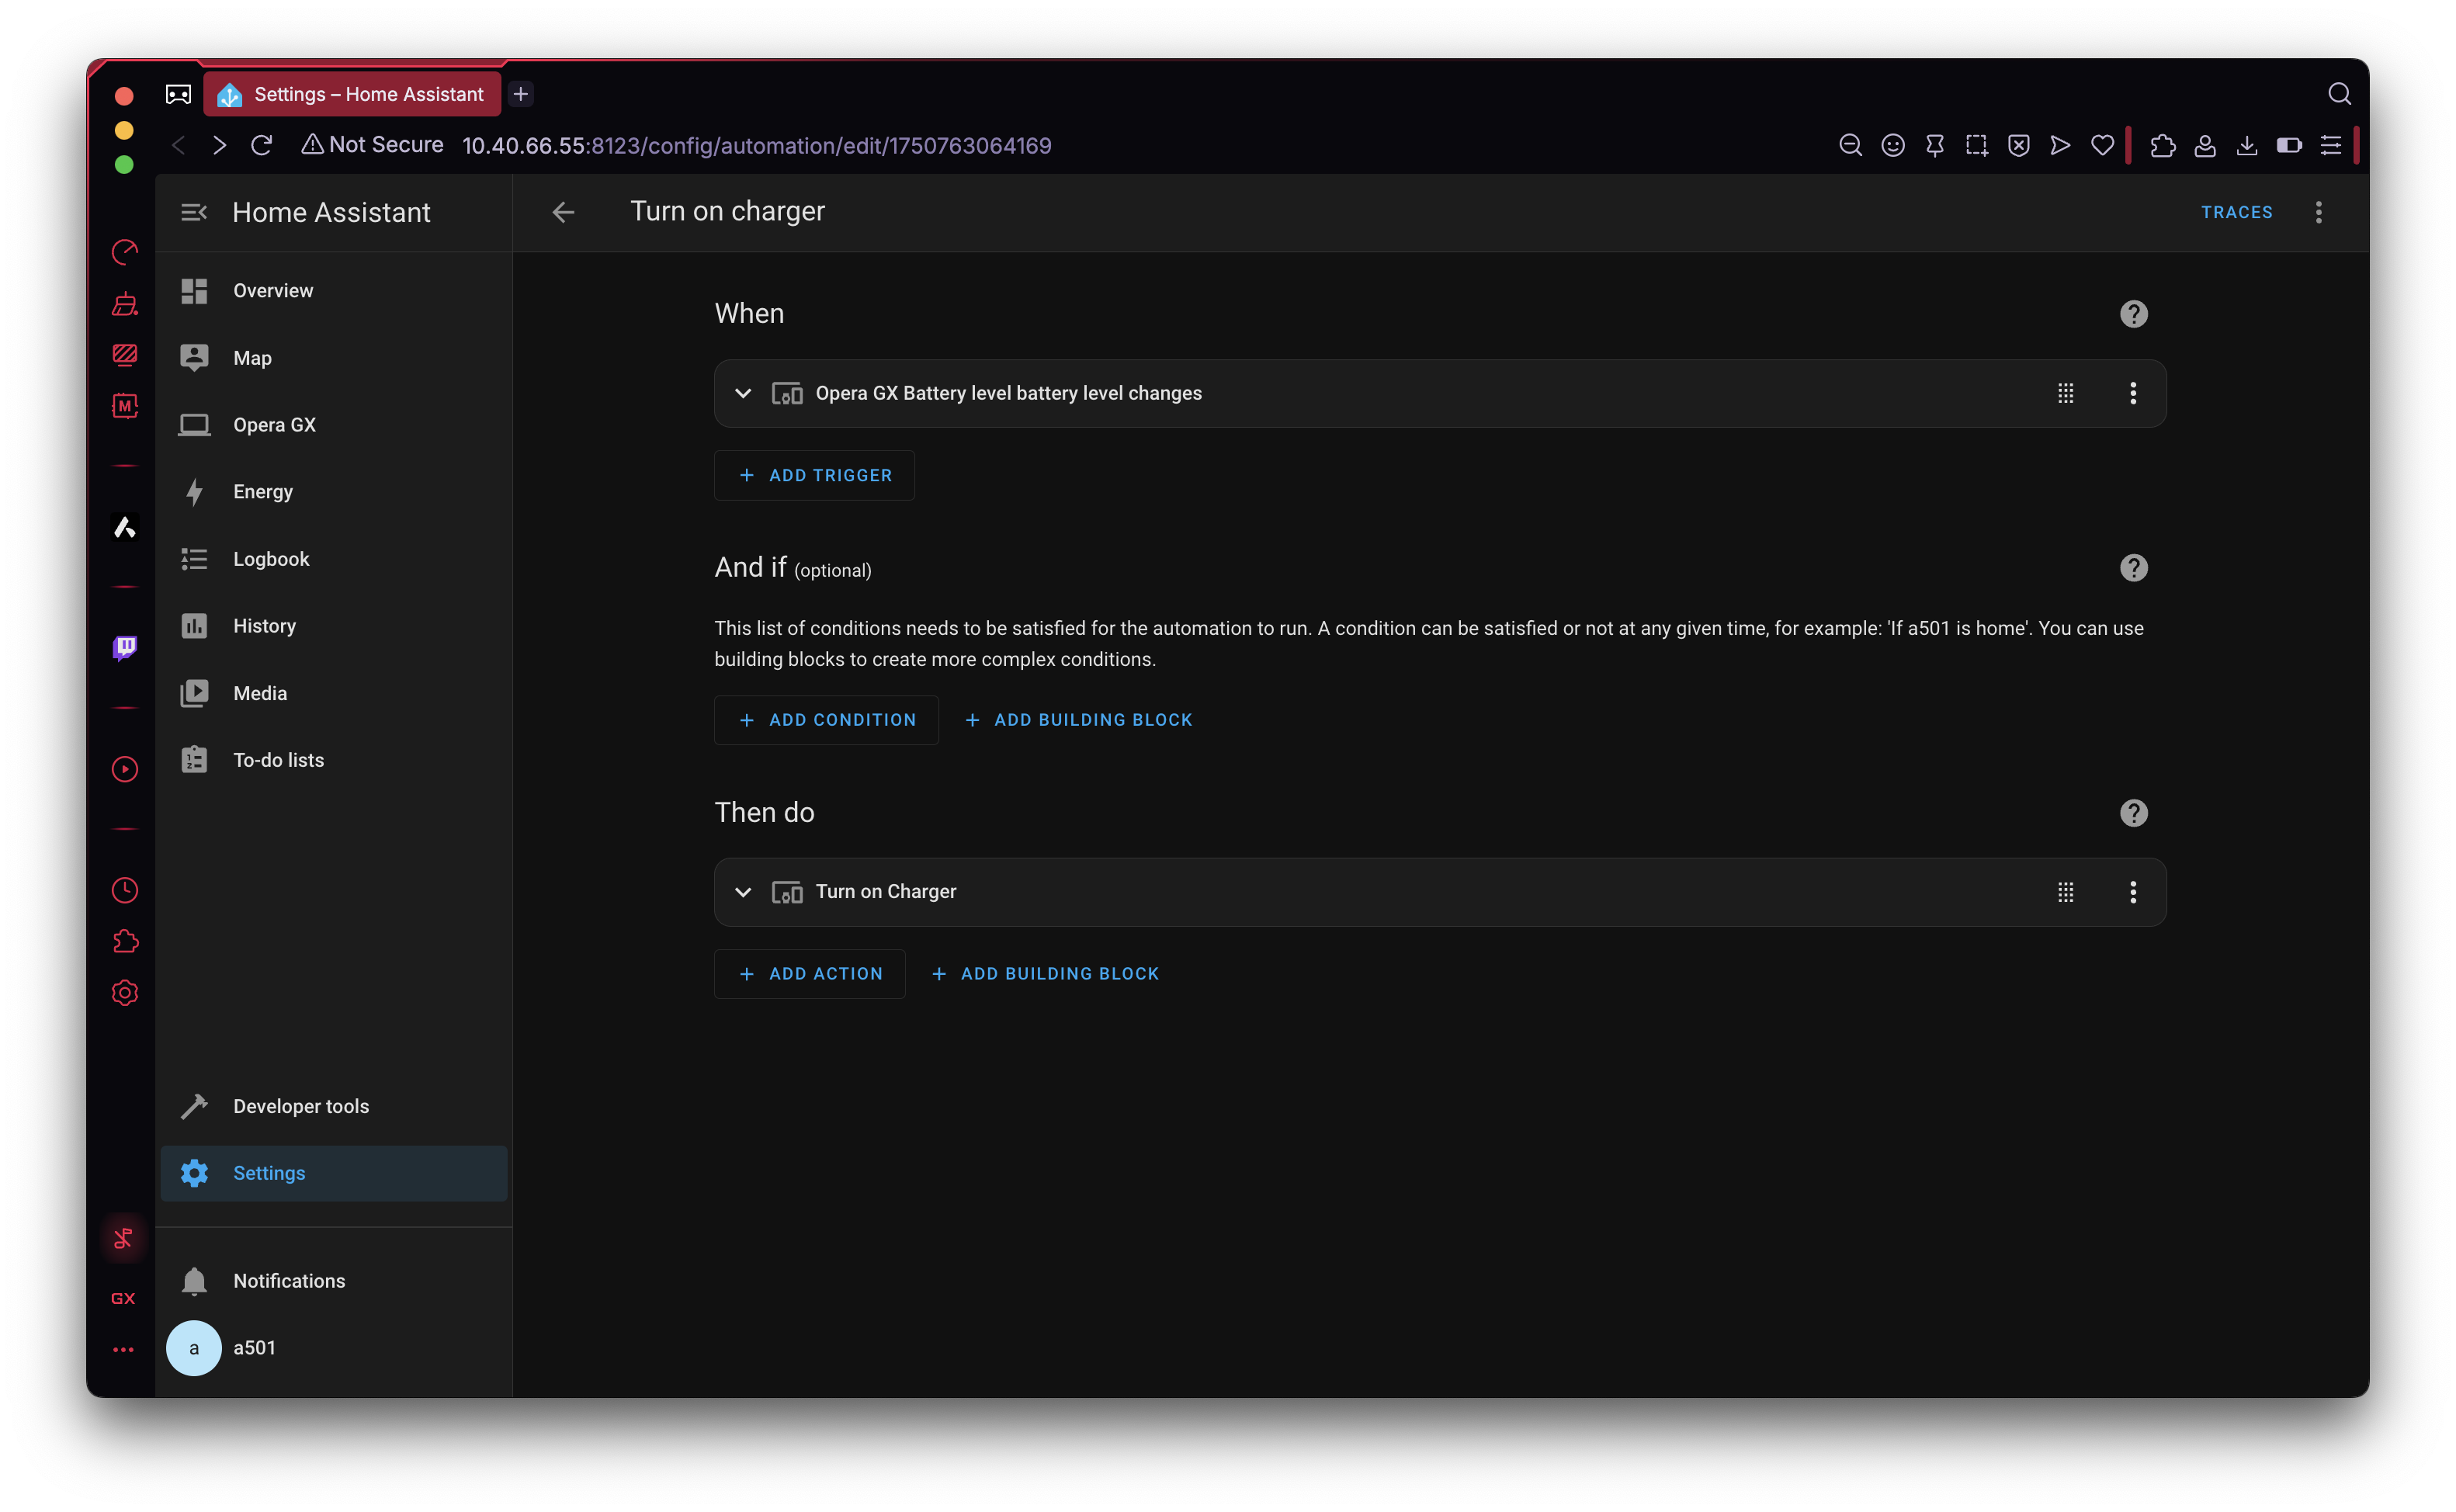 Settings – Home Assistant
Not Secure 10.40.66.55:8123/config/automation/edit/1750763064169
Home Assistant
Turn on charger
TRACES
Overview
Map
Opera GX
Energy
Logbook
History
Media
To-do lists
Developer tools
Settings
Notifications
a a501
M
GX
When
Opera GX Battery level battery level changes
ADD TRIGGER
And if (optional)
This list of conditions needs to be satisfied for the automation to run. A condition can be satisfied or not at any given time, for example: 'If a501 is home'. You can use
building blocks to create more complex conditions.
ADD CONDITION
ADD BUILDING BLOCK
Then do
Turn on Charger
ADD ACTION
ADD BUILDING BLOCK